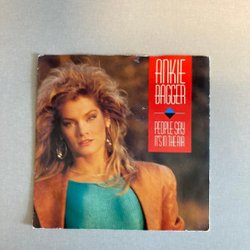 ANKIE
BAGGER
PEOPLE SAY
IT'S IN THE AIR